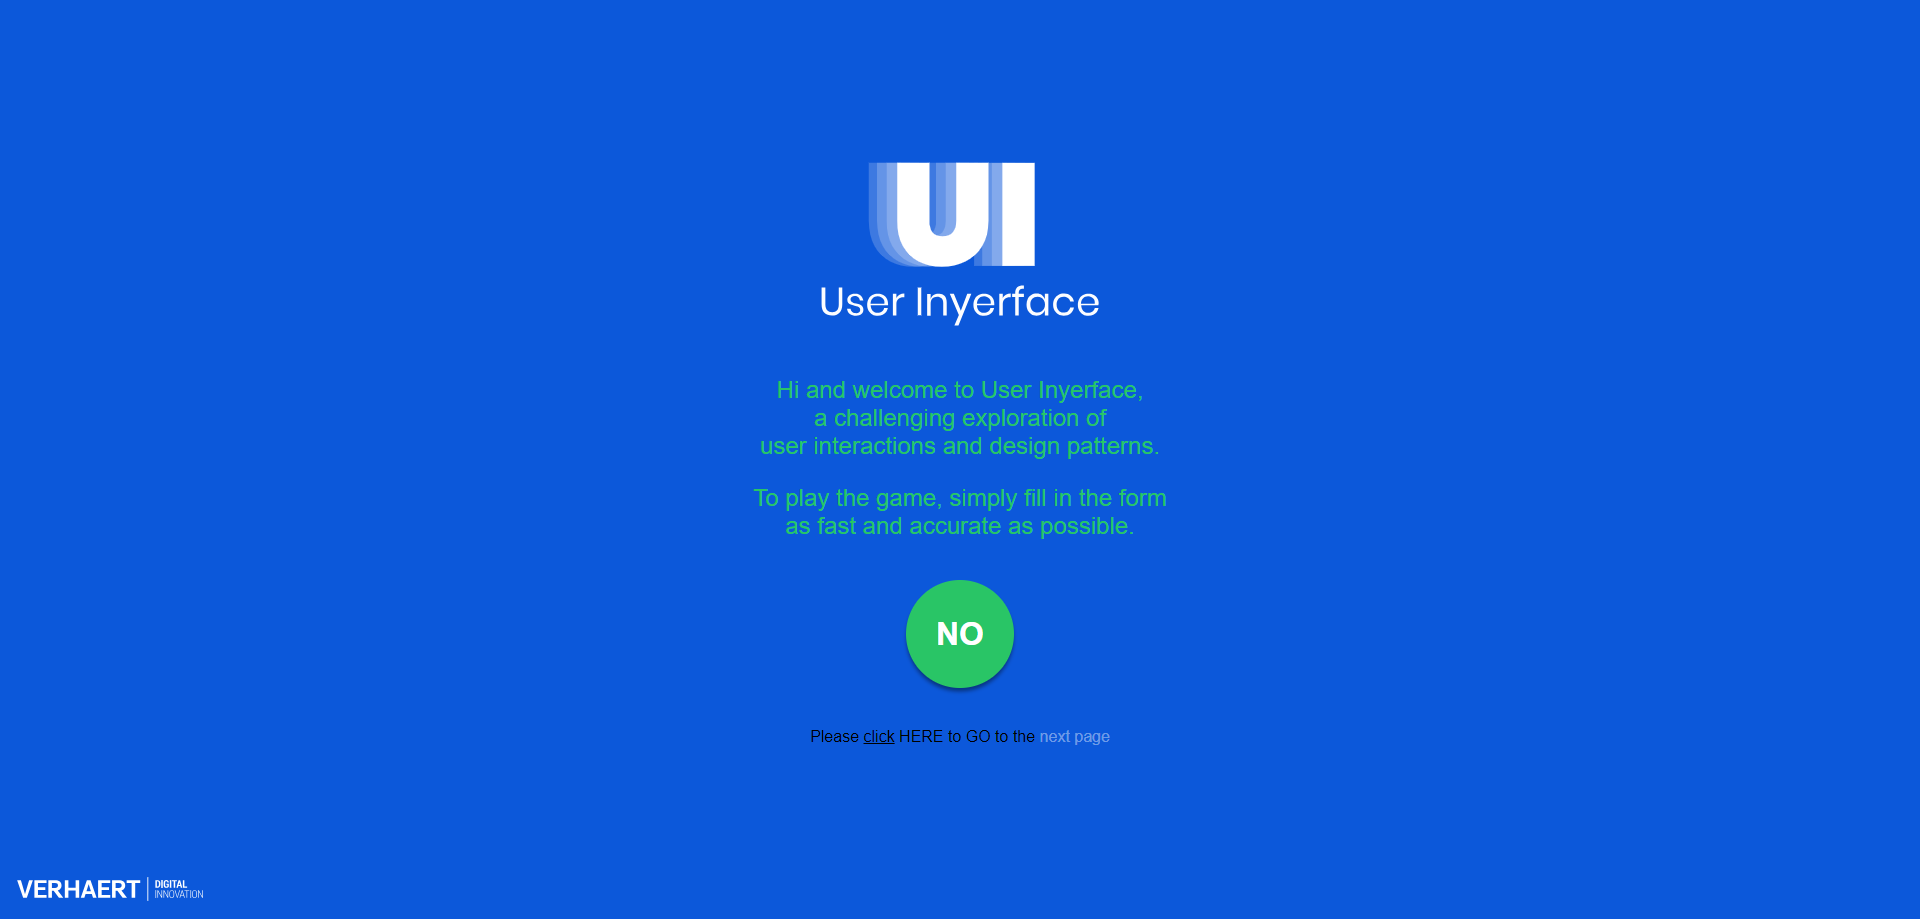 UI
User Inyerface
Hi and welcome to User Inyerface,
a challenging exploration of
user interactions and design patterns.
To play the game, simply fill in the form
as fast and accurate as possible.
NO
Please click HERE to GO to the next page
VERHAERT
DIGITAL
INNOVATION